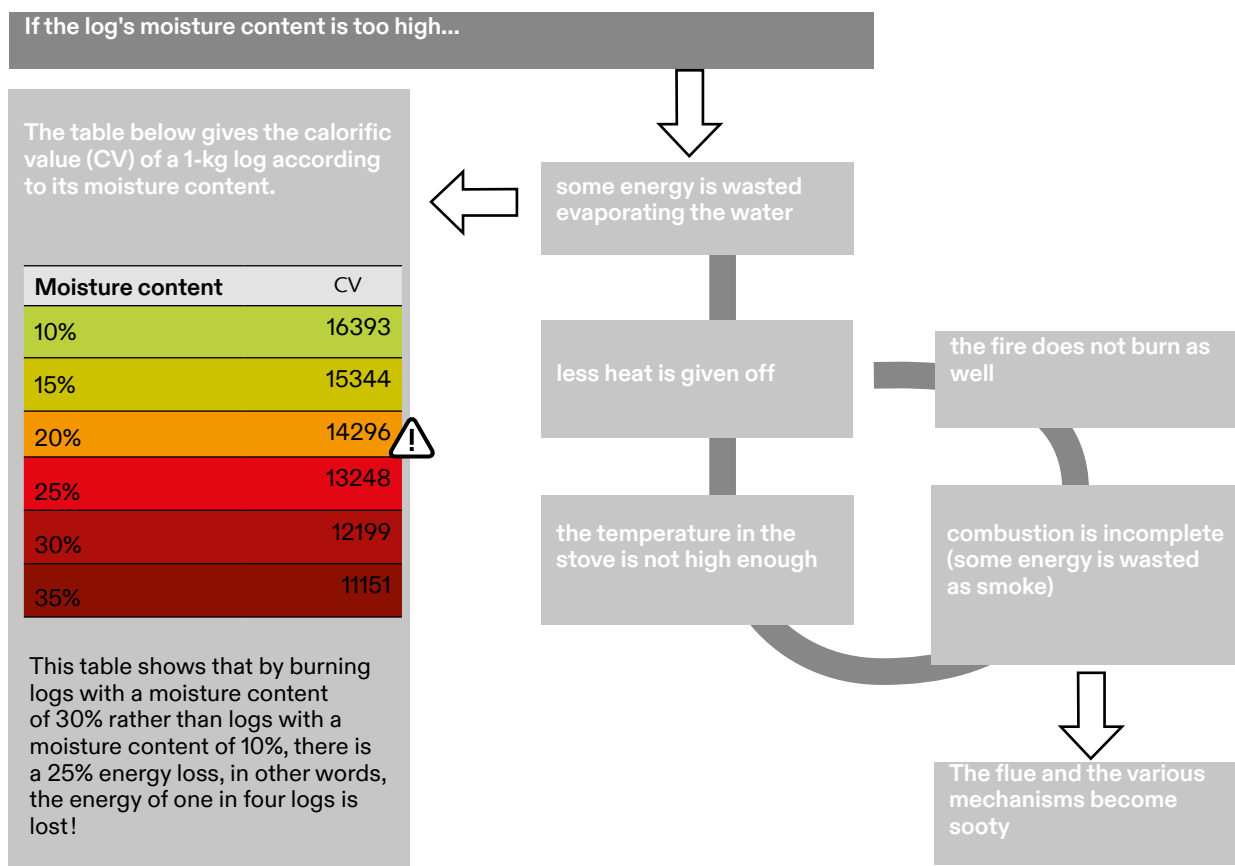 If the log's moisture content is too high...
The table below gives the calorific
value (CV) of a 1-kg log according
to its moisture content.
Moisture content CV
10% 16393
15% 15344
20% 14296
25% 13248
30% 12199
35% 11151
This table shows that by burning
logs with a moisture content
of 30% rather than logs with a
moisture content of 10%, there is
a 25% energy loss, in other words,
the energy of one in four logs is
lost!
some energy is wasted
evaporating the water
less heat is given off
the temperature in the
stove is not high enough
the fire does not burn as
well
combustion is incomplete
(some energy is wasted
as smoke)
The flue and the various
mechanisms become
sooty